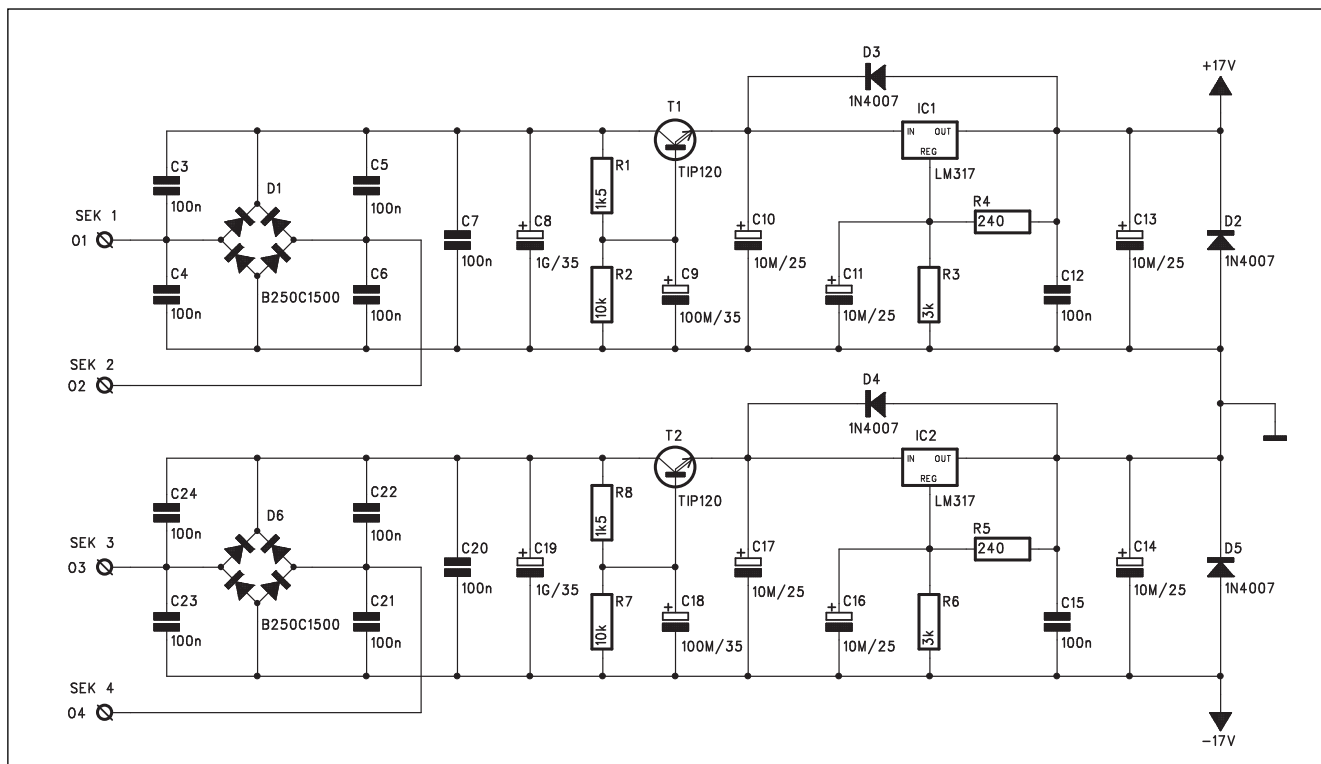 D3
+17V
1N4007
T1
IC1
IN OUT
REG
TIP120
LM317
C3
100n
D1
C5
100n
R1
1k5
R4
240
SEK 1
01
C7
100n
C8
1G/35
C10
10M/25
C13
10M/25
D2
1N4007
C4
100n
B250C1500
C6
100n
R2
10k
C9
100M/35
C11
10M/25
R3
3k
C12
100n
SEK 2
02
D4
1N4007
T2
IC2
IN OUT
REG
TIP120
LM317
C24
100n
D6
C22
100n
R8
1k5
R5
240
SEK 3
03
C20
100n
C19
1G/35
C17
10M/25
C14
10M/25
D5
1N4007
C23
100n
B250C1500
C21
100n
R7
10k
C18
100M/35
C16
10M/25
R6
3k
C15
100n
SEK 4
04
-17V